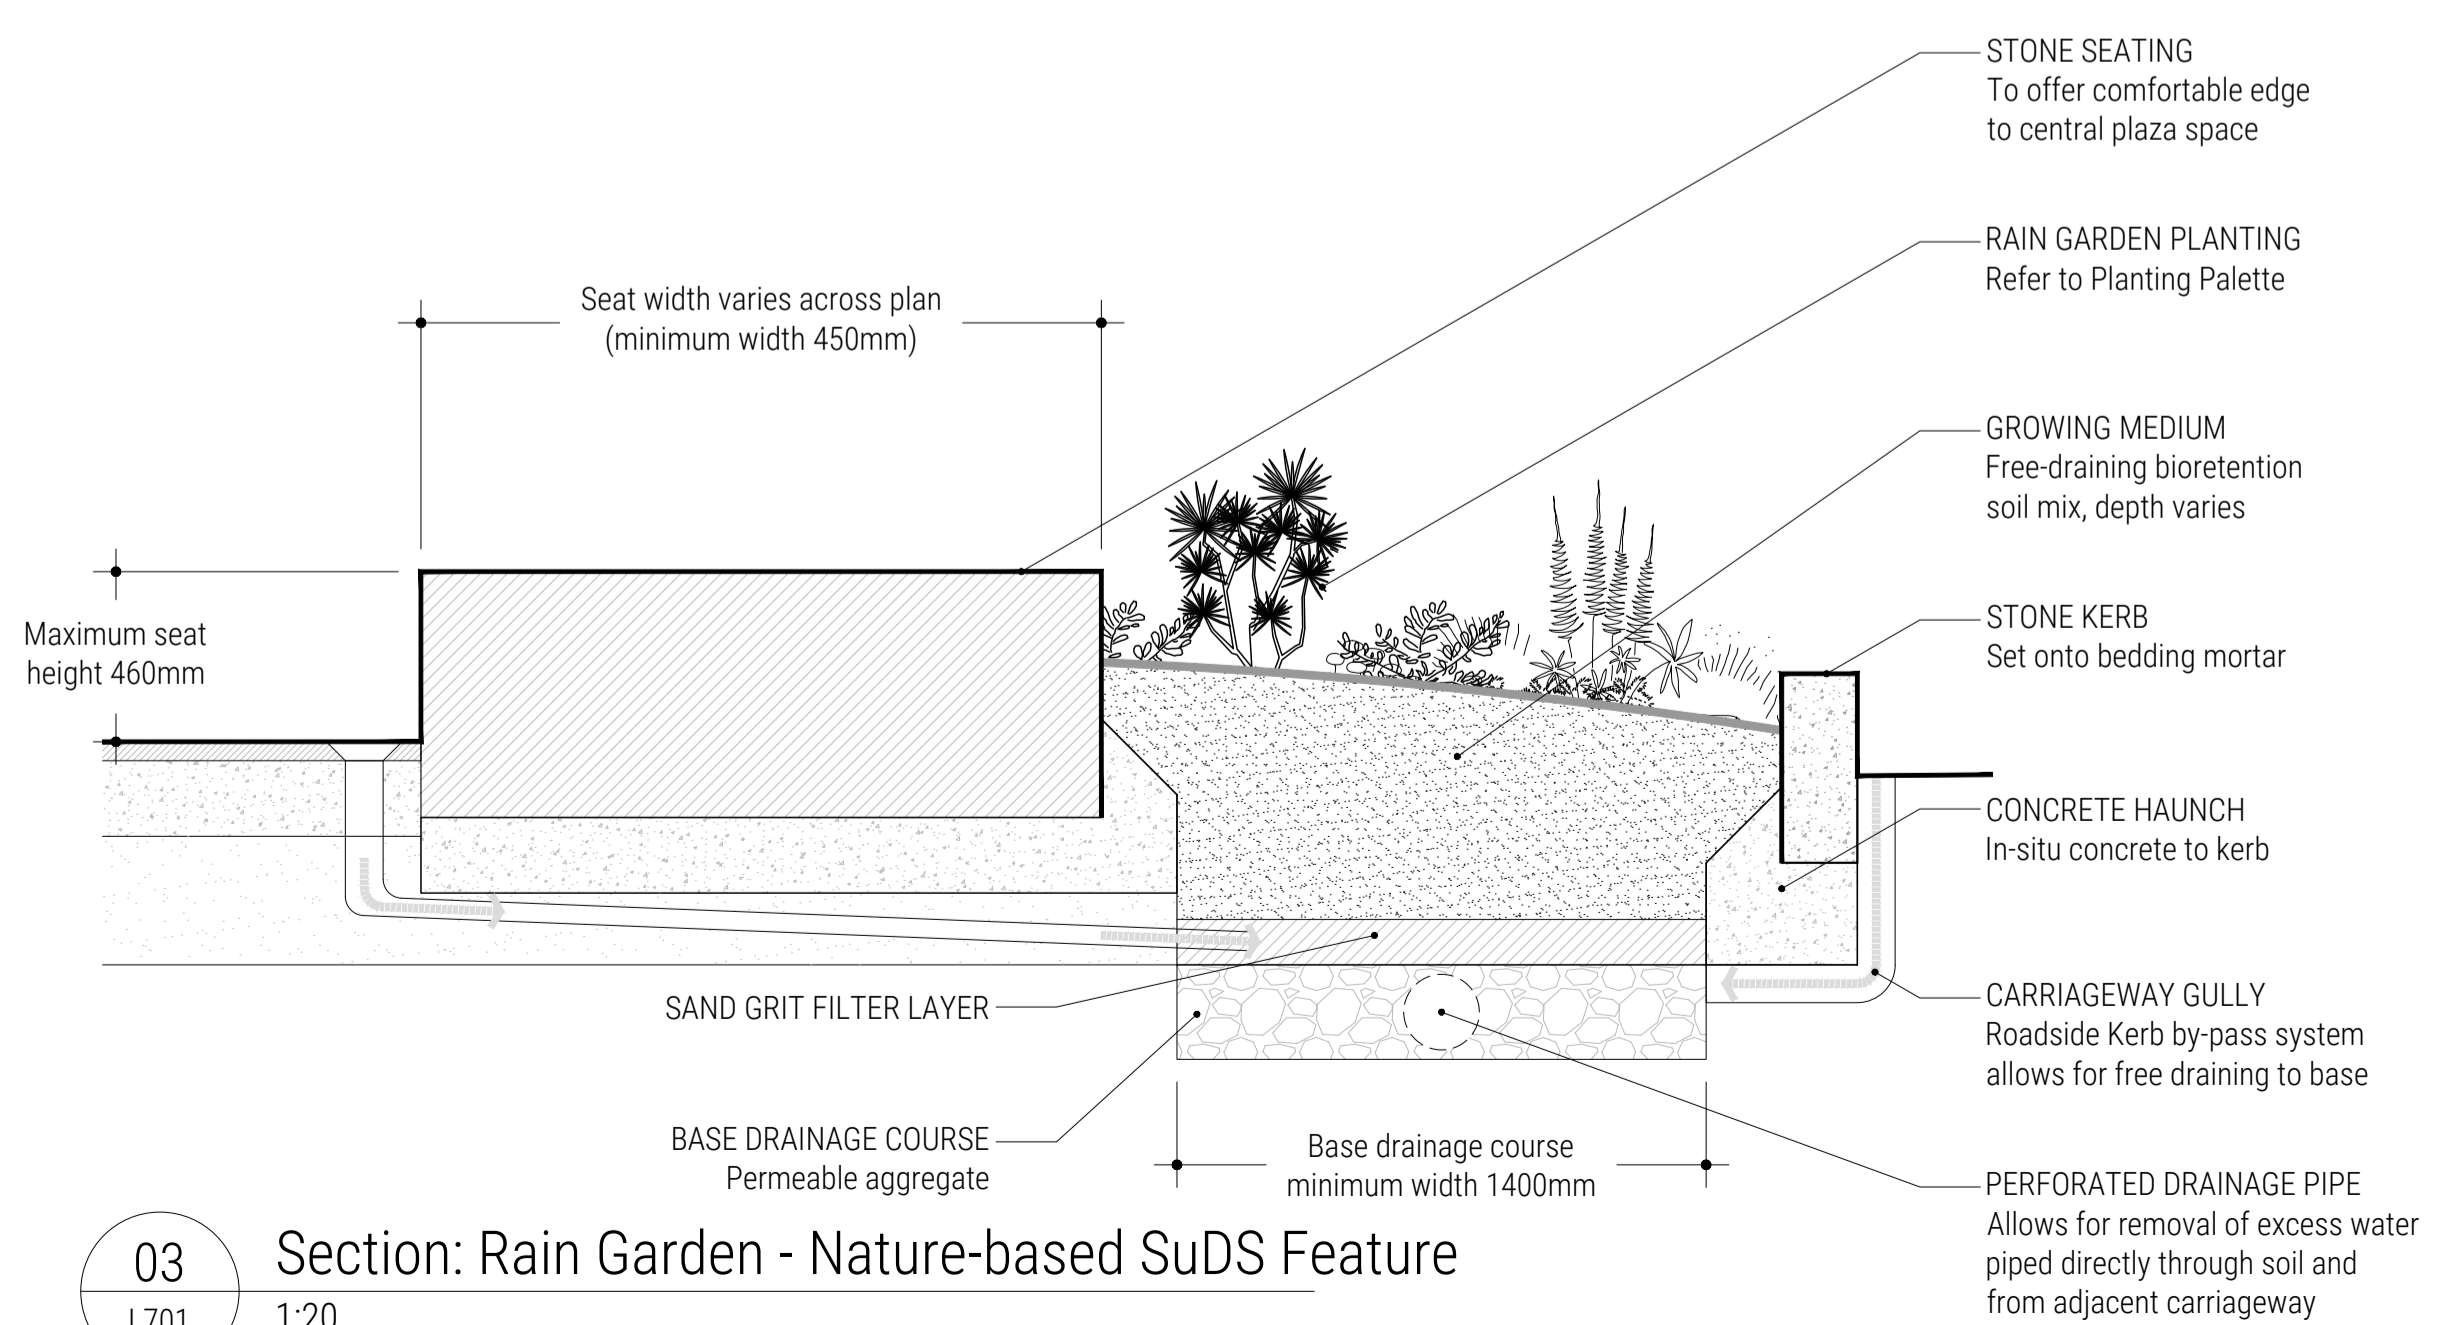 STONE SEATING
To offer comfortable edge
to central plaza space
RAIN GARDEN PLANTING
Refer to Planting Palette
Seat width varies across plan
(minimum width 450mm)
GROWING MEDIUM
Free-draining bioretention
soil mix, depth varies
Maximum seat
height 460mm
STONE KERB
Set onto bedding mortar
CONCRETE HAUNCH
In-situ concrete to kerb
SAND GRIT FILTER LAYER
CARRIAGEWAY GULLY
Roadside Kerb by-pass system
allows for free draining to base
BASE DRAINAGE COURSE
Permeable aggregate
Base drainage course
minimum width 1400mm
PERFORATED DRAINAGE PIPE
Allows for removal of excess water
piped directly through soil and
from adjacent carriageway
03
L701
Section: Rain Garden - Nature-based SuDS Feature
1:20